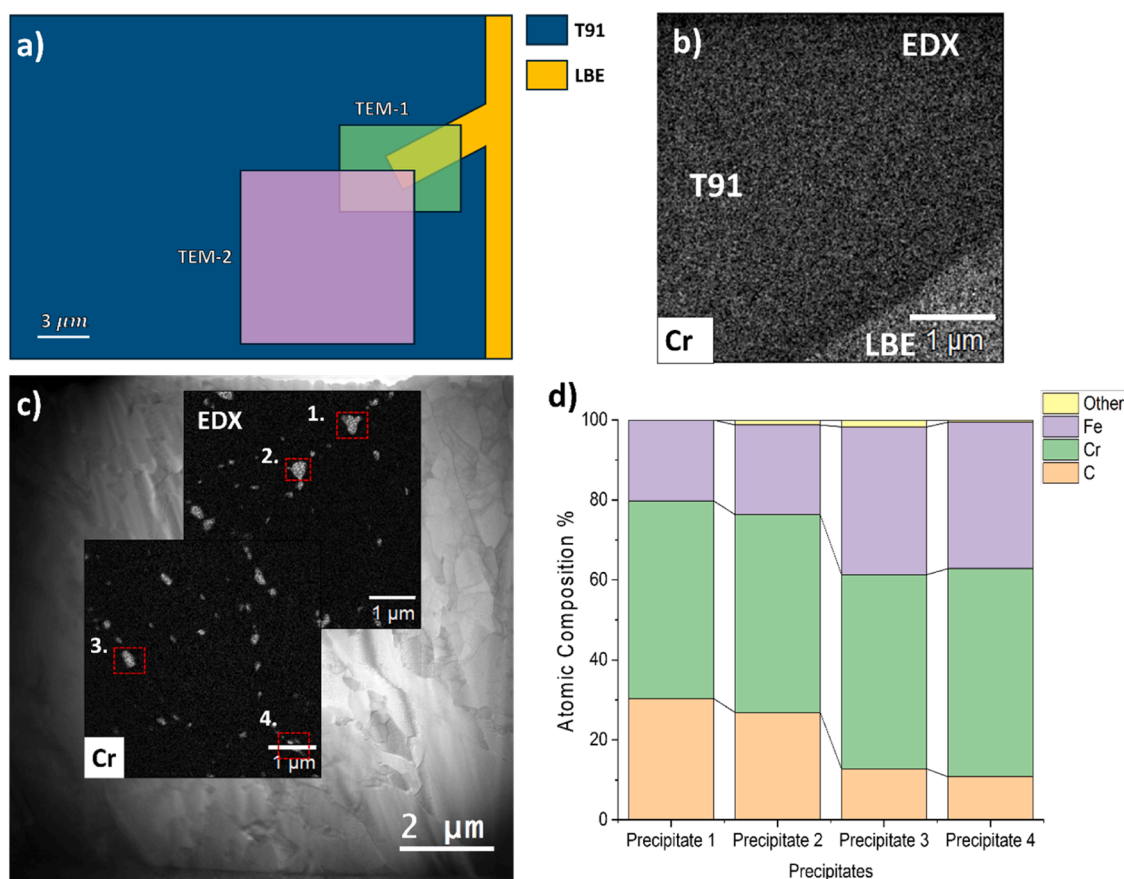 a)
T91
LBE
TEM-1
TEM-2
3 μm
b)
EDX
T91
LBE
1 μm
Cr
c)
EDX
1.
2.
1 μm
3.
4.
1 μm
Cr
2 μm
d)
Other
Fe
Cr
C
Atomic Composition %
100
80
60
40
20
0
Precipitate 1
Precipitate 2
Precipitate 3
Precipitate 4
Precipitates